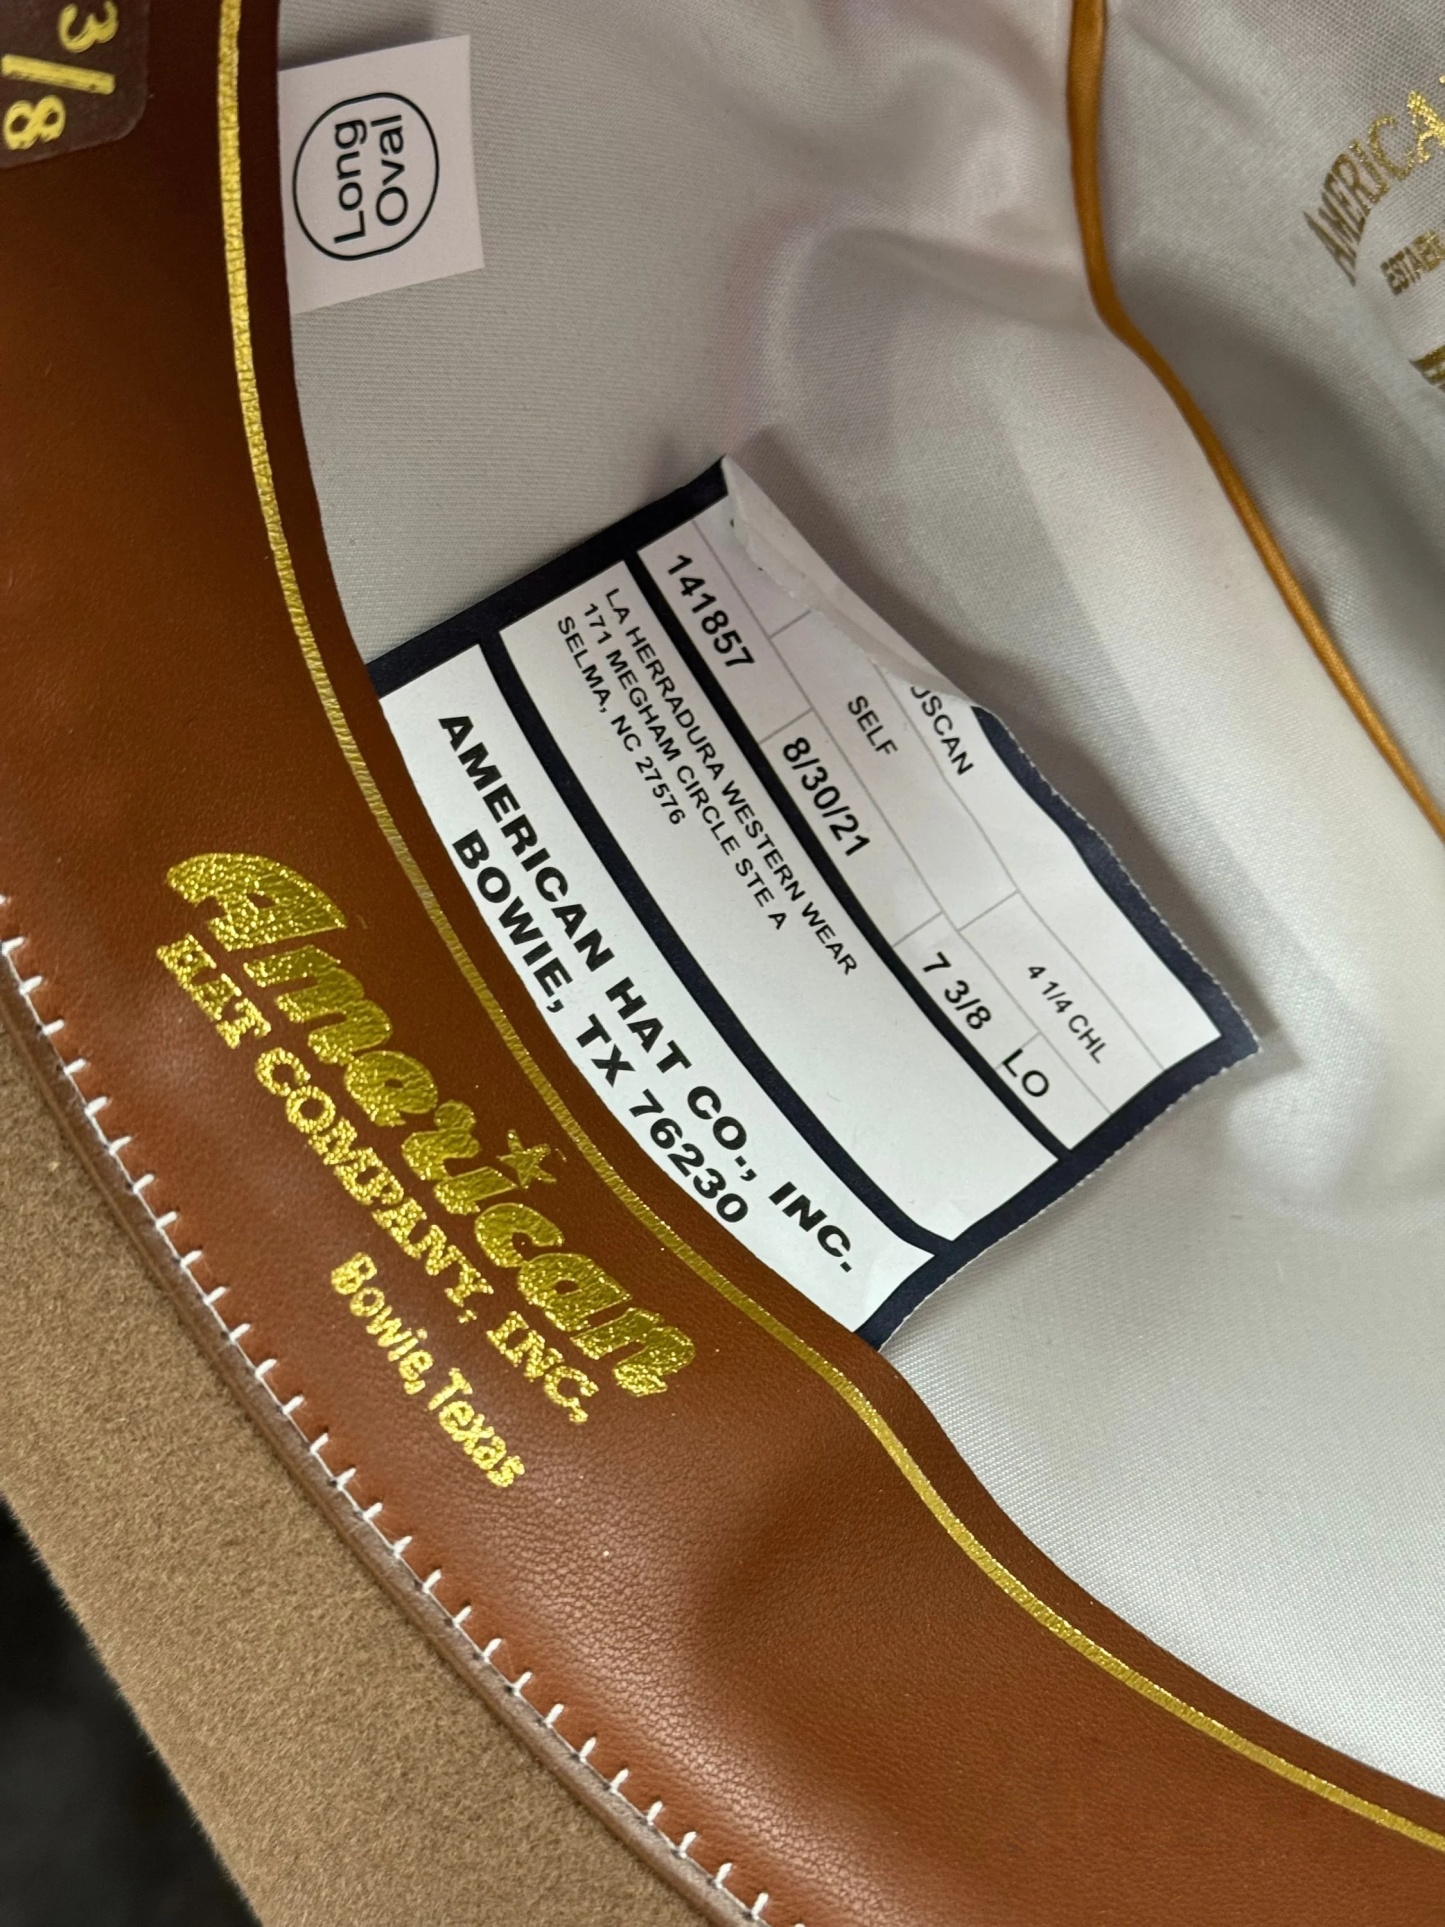 3/8
Long
Oval
AMERICA
141857
8/30/21
7 3/8
LO
SELF
4 1/4 CHL
LA HERRADURA WESTERN WEAR
171 MEGHAM CIRCLE STE A
SELMA, NC 27576
AMERICAN HAT CO., INC.
BOWIE, TX 76230
American
HAT COMPANY, INC.
Bowie, Texas